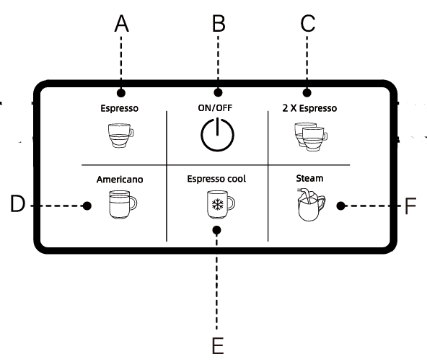 A B C
Espresso ON/OFF 2 X Espresso
Americano Espresso cool Steam
D F
E